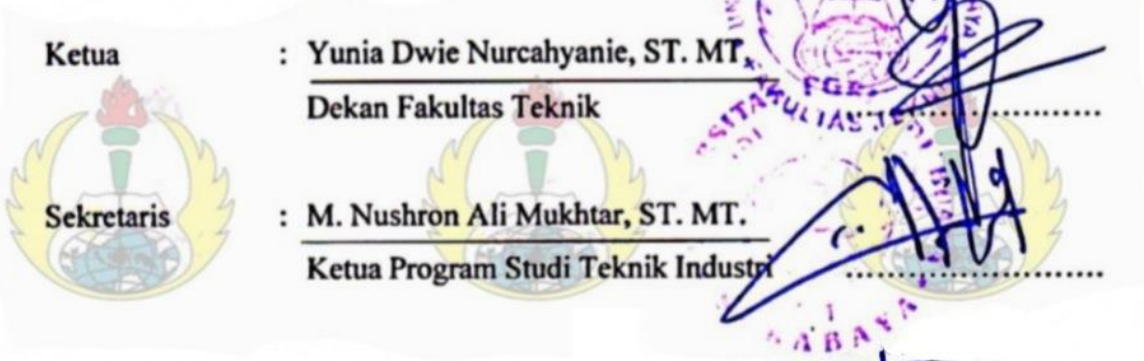 Ketua : Yunia Dwie Nurcahyanie, ST. MT.
Dekan Fakultas Teknik
Sekretaris : M. Nushron Ali Mukhtar, ST. MT.
Ketua Program Studi Teknik Industri